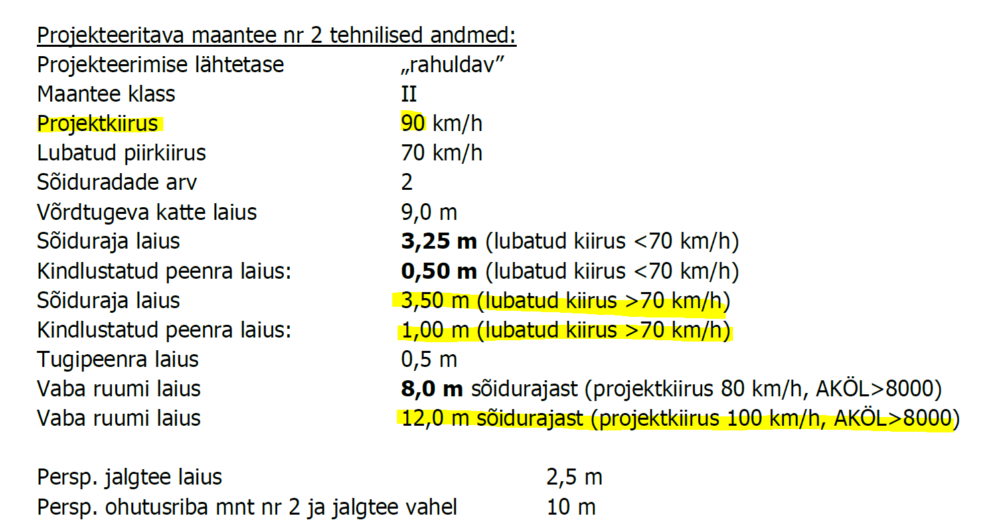 Projekteeritava maantee nr 2 tehnilised andmed:
Projekteerimise lähtetase „rahuldav”
Maantee klass II
Projektkiirus 90 km/h
Lubatud piirkiirus 70 km/h
Sõiduradade arv 2
Võrdtugeva katte laius 9,0 m
Sõiduraja laius 3,25 m (lubatud kiirus <70 km/h)
Kindlustatud peenra laius: 0,50 m (lubatud kiirus <70 km/h)
Sõiduraja laius 3,50 m (lubatud kiirus >70 km/h)
Kindlustatud peenra laius: 1,00 m (lubatud kiirus >70 km/h)
Tugipeenra laius 0,5 m
Vaba ruumi laius 8,0 m sõidurajast (projektkiirus 80 km/h, AKÖL>8000)
Vaba ruumi laius 12,0 m sõidurajast (projektkiirus 100 km/h, AKÖL>8000)
Persp. jalgtee laius 2,5 m
Persp. ohutusriba mnt nr 2 ja jalgtee vahel 10 m